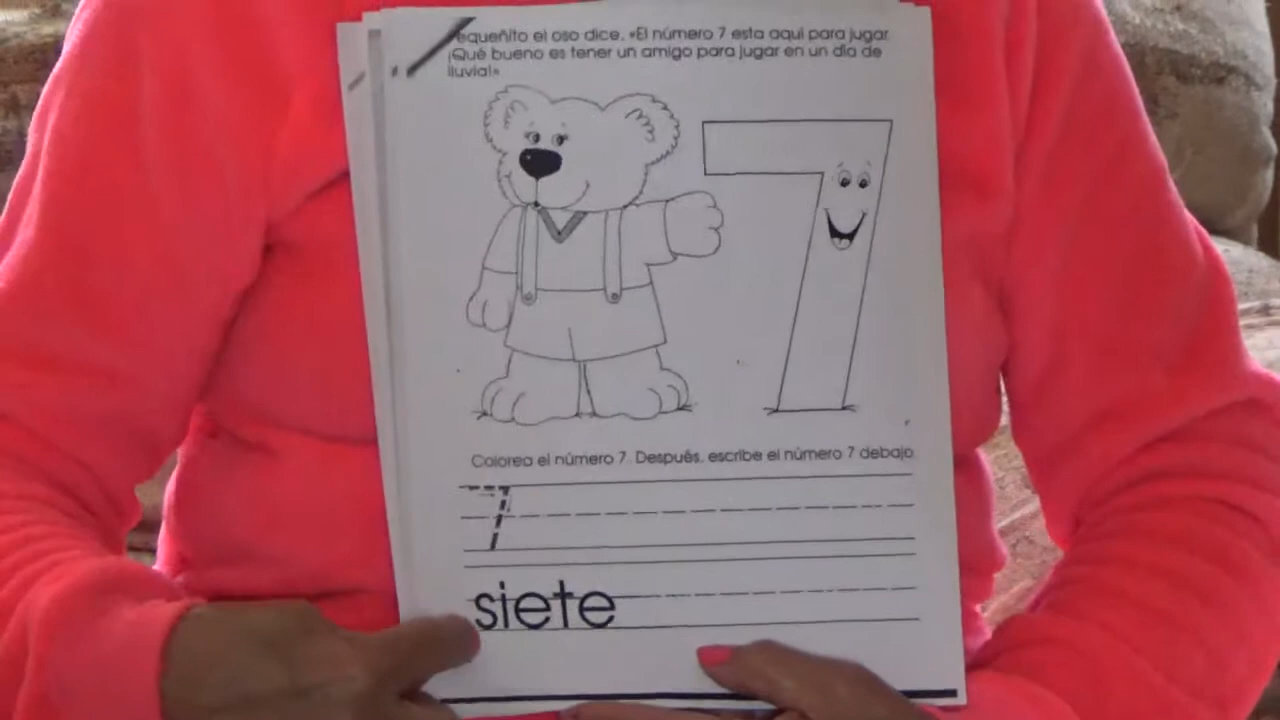 equeñito el oso dice, «El número 7 esta aquí para jugar.
¡Qué bueno es tener un amigo para jugar en un día de
lluvia!»
7
Colorea el número 7. Después, escribe el número 7 debajo.
7
siete